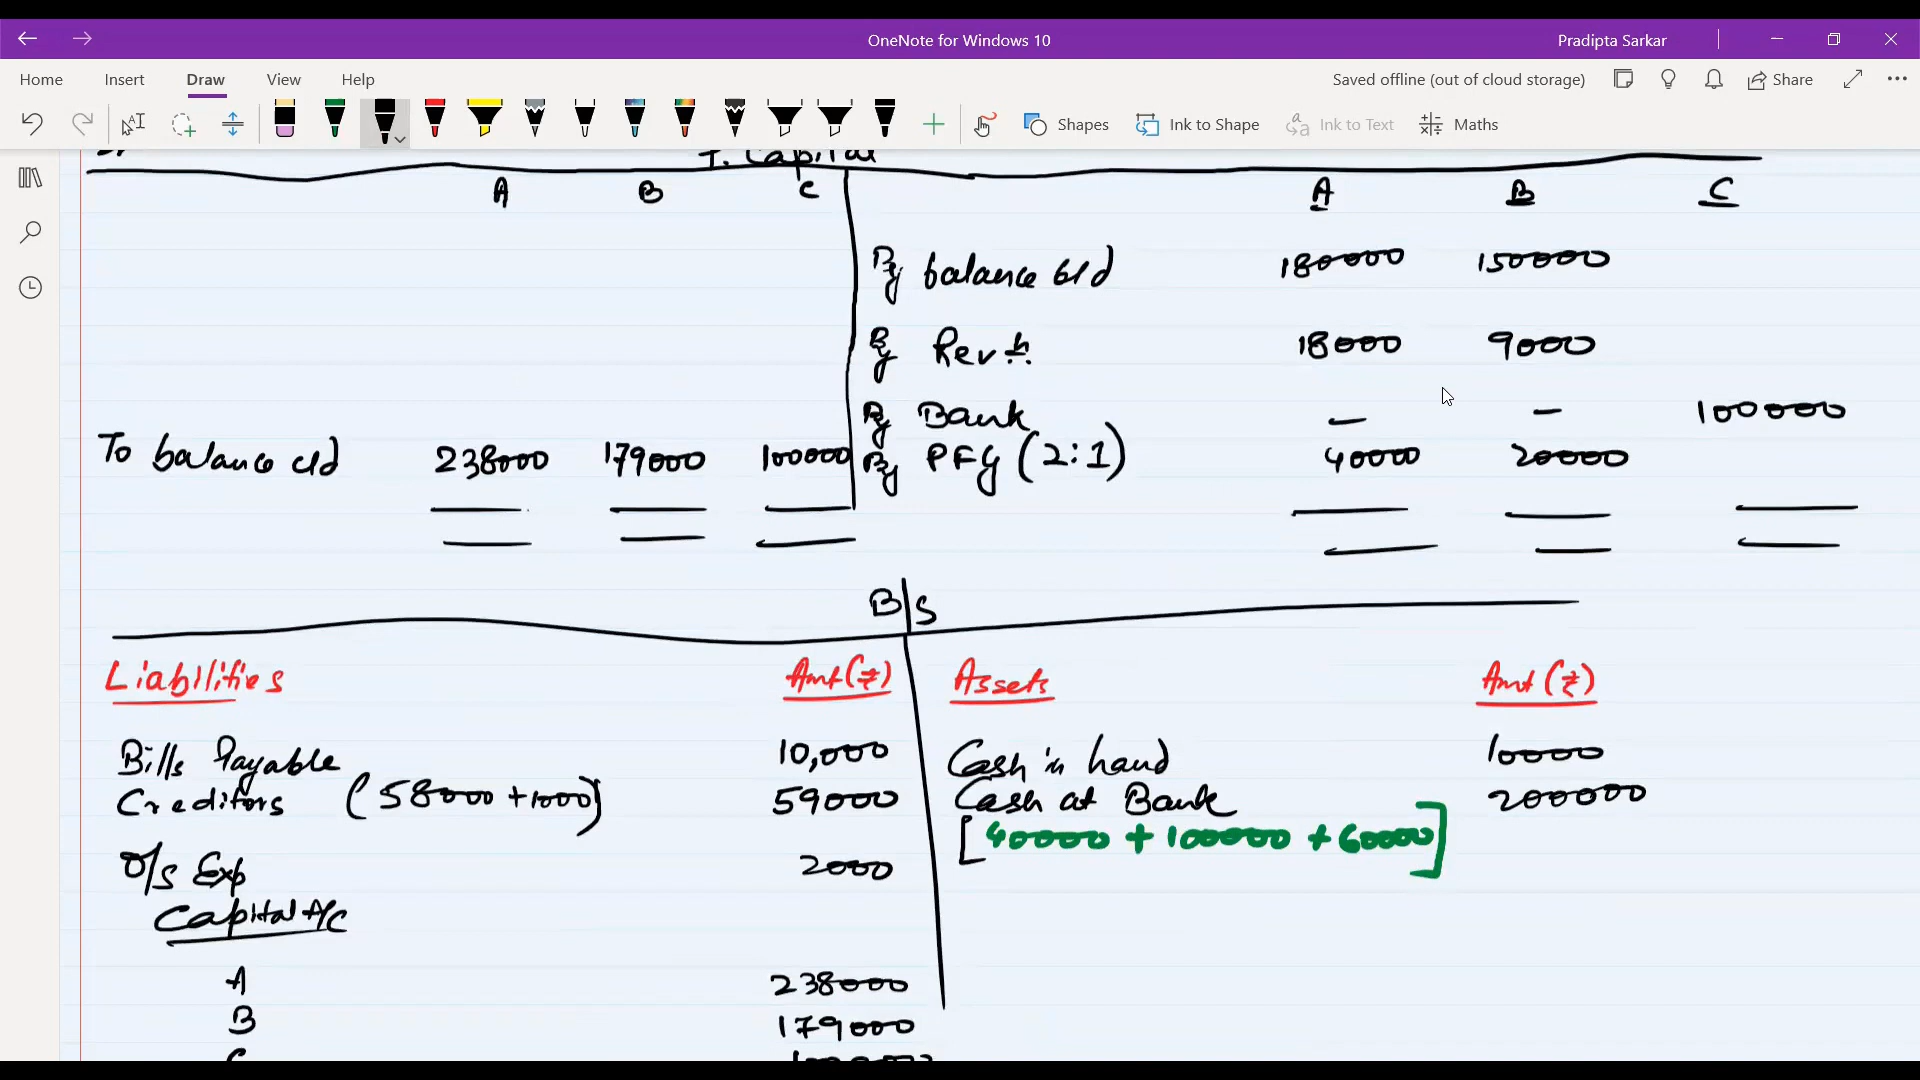 OneNote for Windows 10
Pradipta Sarkar
Home Insert Draw View Help
Saved offline (out of cloud storage) Share
Shapes Ink to Shape Ink to Text Maths
Capital
A B C A B C
By balance b/d 180000 150000
By Rev 18000 9000
By Bank — — 100000
To balance c/d 238000 179000 100000 By PFG (2:1) 40000 20000
B/S
Liabilities Amt(₹) Assets Amt (₹)
Bills Payable 10,000 Cash in hand 10000
Creditors (58000 + 1000) 59000 Cash at Bank 200000
[40000 + 100000 + 60000]
O/s Exp 2000
Capital A/C
A 238000
B 179000